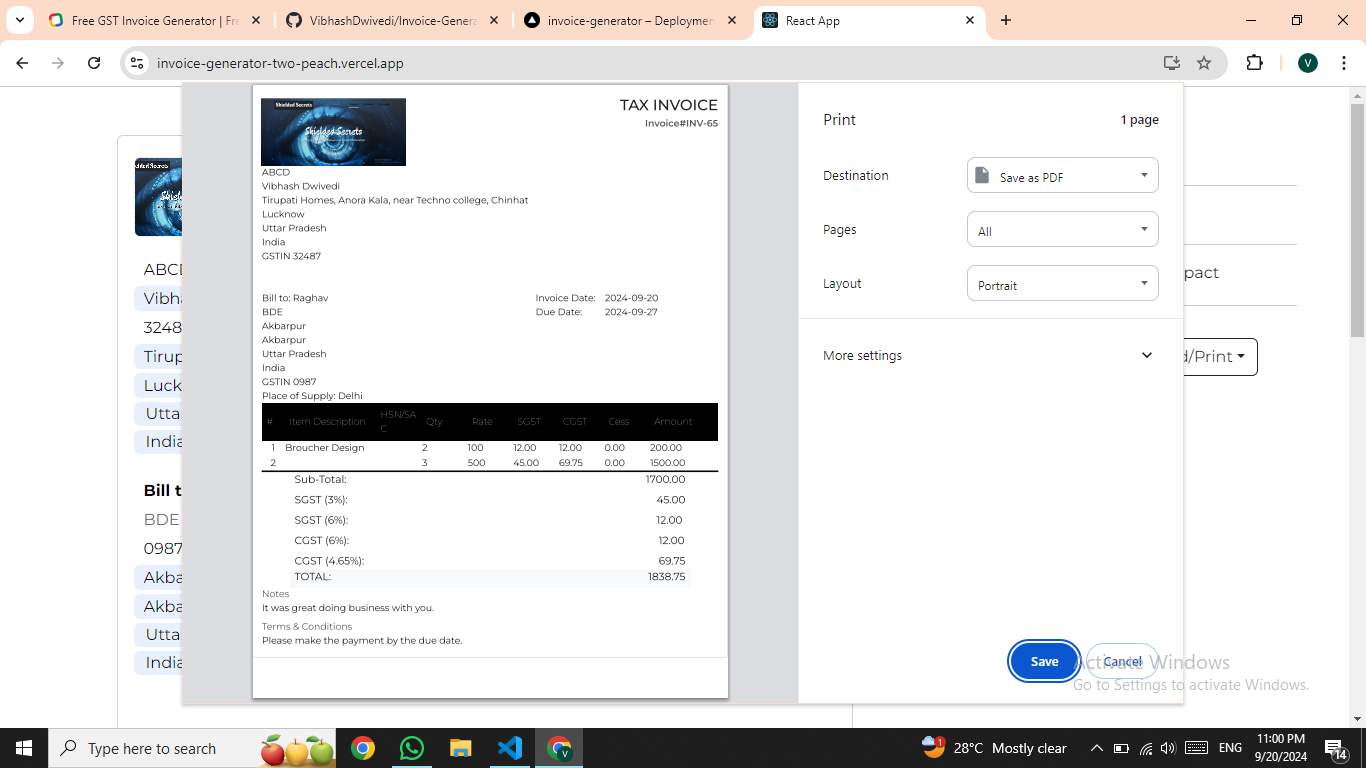 Free GST Invoice Generator | Fre
VibhashDwivedi/Invoice-Genera
invoice-generator – Deploymen
React App
invoice-generator-two-peach.vercel.app
V
Shielded Secrets
Shielded Secrets
TAX INVOICE
Invoice#INV-65
ABCD
Vibhash Dwivedi
Tirupati Homes, Anora Kala, near Techno college, Chinhat
Lucknow
Uttar Pradesh
India
GSTIN 32487
Bill to: Raghav
Invoice Date: 2024-09-20
BDE
Due Date: 2024-09-27
Akbarpur
Akbarpur
Uttar Pradesh
India
GSTIN 0987
Place of Supply: Delhi
# Item Description HSN/SA
C Qty Rate SGST CGST Cess Amount
1 Broucher Design 2 100 12.00 12.00 0.00 200.00
2 3 500 45.00 69.75 0.00 1500.00
Sub-Total: 1700.00
SGST (3%): 45.00
SGST (6%): 12.00
CGST (6%): 12.00
CGST (4.65%): 69.75
TOTAL: 1838.75
Notes
It was great doing business with you.
Terms & Conditions
Please make the payment by the due date.
Print 1 page
Destination Save as PDF
Pages All
Layout Portrait
More settings
Save Cancel
ABCD
Vibh
3248
Tirup
Luck
Utta
India
Bill t
BDE
0987
Akba
Akba
Utta
India
pact
d/Print
Activate Windows
Go to Settings to activate Windows.
Type here to search
V
1
28°C Mostly clear
ENG
11:00 PM
9/20/2024
14